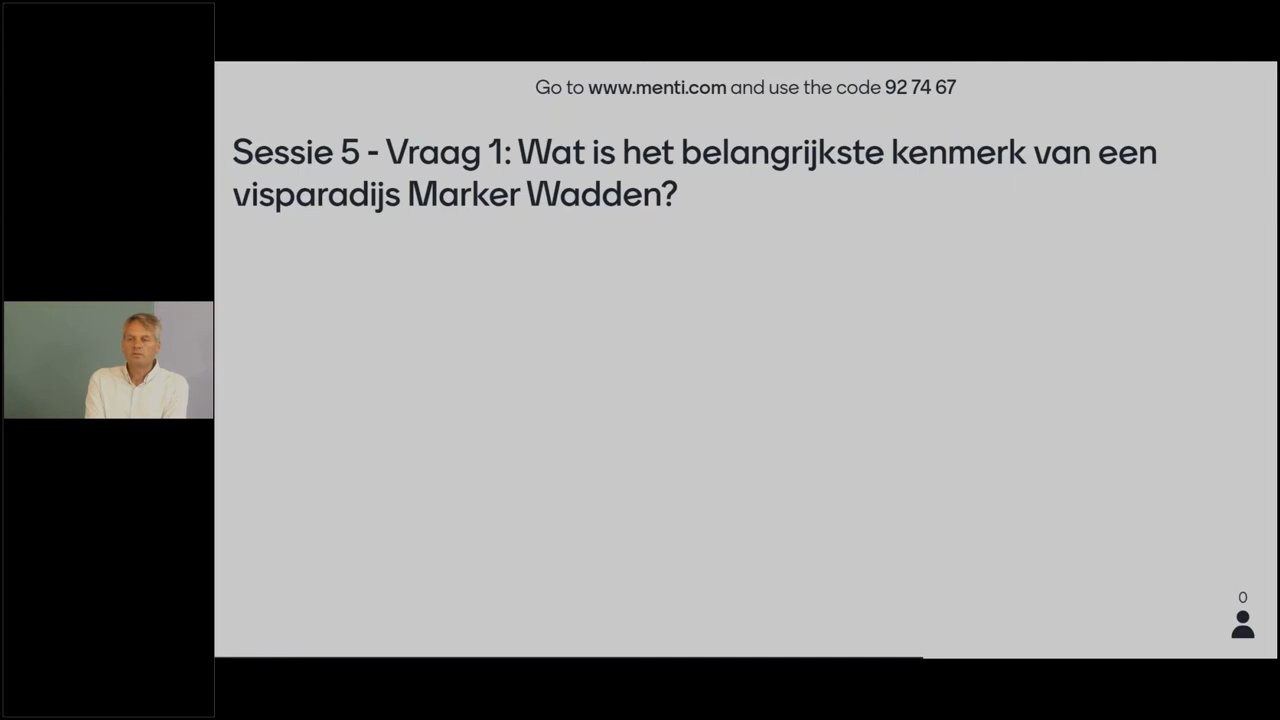 Go to www.menti.com and use the code 92 74 67
Sessie 5 - Vraag 1: Wat is het belangrijkste kenmerk van een
visparadijs Marker Wadden?
0